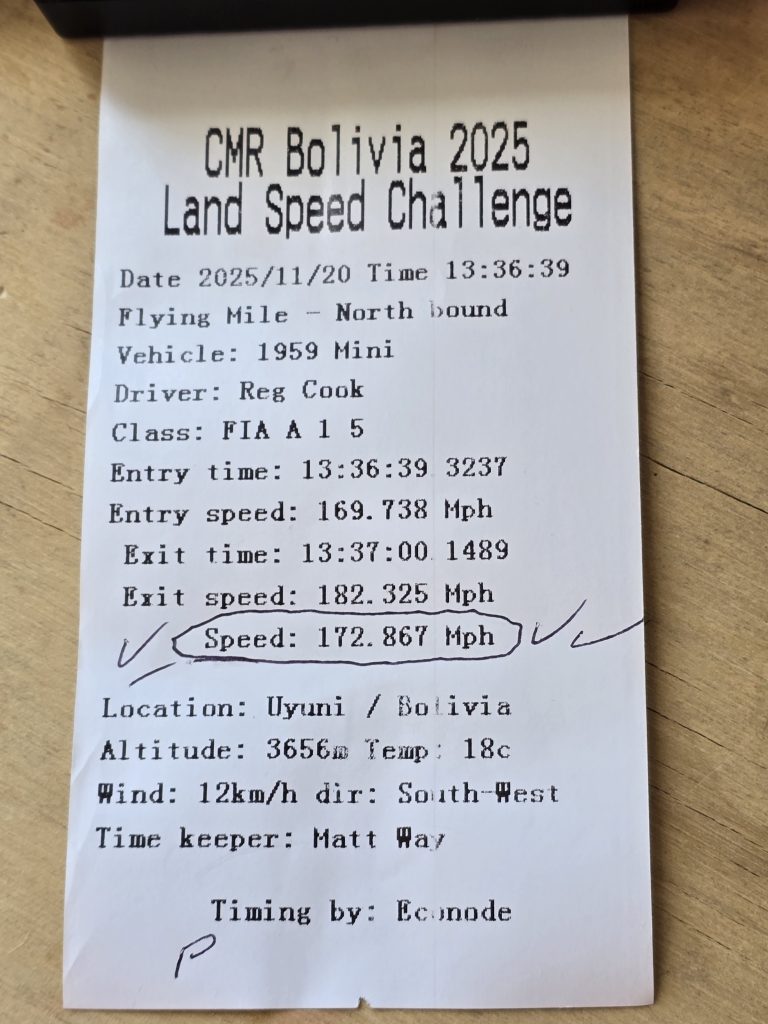 CMR Bolivia 2025
Land Speed Challenge
Date 2025/11/20 Time 13:36:39
Flying Mile - North bound
Vehicle: 1959 Mini
Driver: Reg Cook
Class: FIA A 1 5
Entry time: 13:36:39.3237
Entry speed: 169.738 Mph
Exit time: 13:37:00.1489
Exit speed: 182.325 Mph
Speed: 172.867 Mph
Location: Uyuni / Bolivia
Altitude: 3656m Temp: 18c
Wind: 12km/h dir: South-West
Time keeper: Matt Way
Timing by: Econode
P